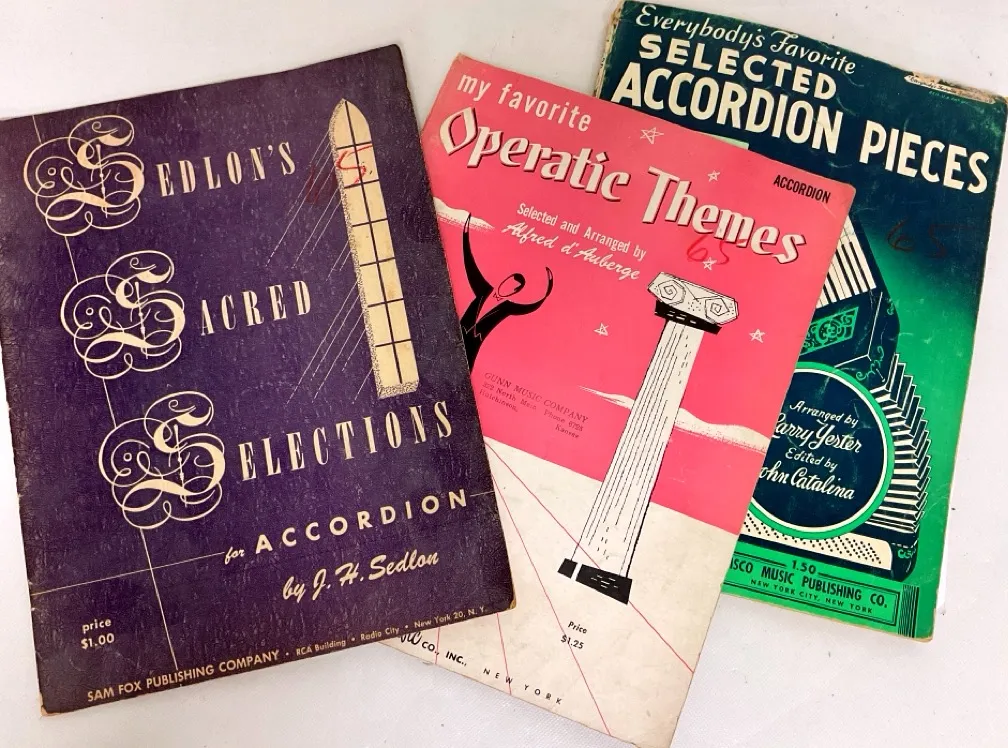 SEDLON'S
SACRED
SELECTIONS
for ACCORDION
by J. H. Sedlon
price
$1.00
SAM FOX PUBLISHING COMPANY • RCA Building • Radio City • New York 20, N. Y.
my favorite
Operatic Themes
ACCORDION
Selected and Arranged by
Alfred d'Auberge
65
GUNN MUSIC COMPANY
Hutchinson,
Kansas
Price
$1.25
CO., INC., NEW YORK
Everybody's Favorite
SELECTED
ACCORDION PIECES
65
Arranged by
Larry Yester
Edited by
John Catalina
1.50
MUSIC PUBLISHING CO.
NEW YORK CITY, NEW YORK